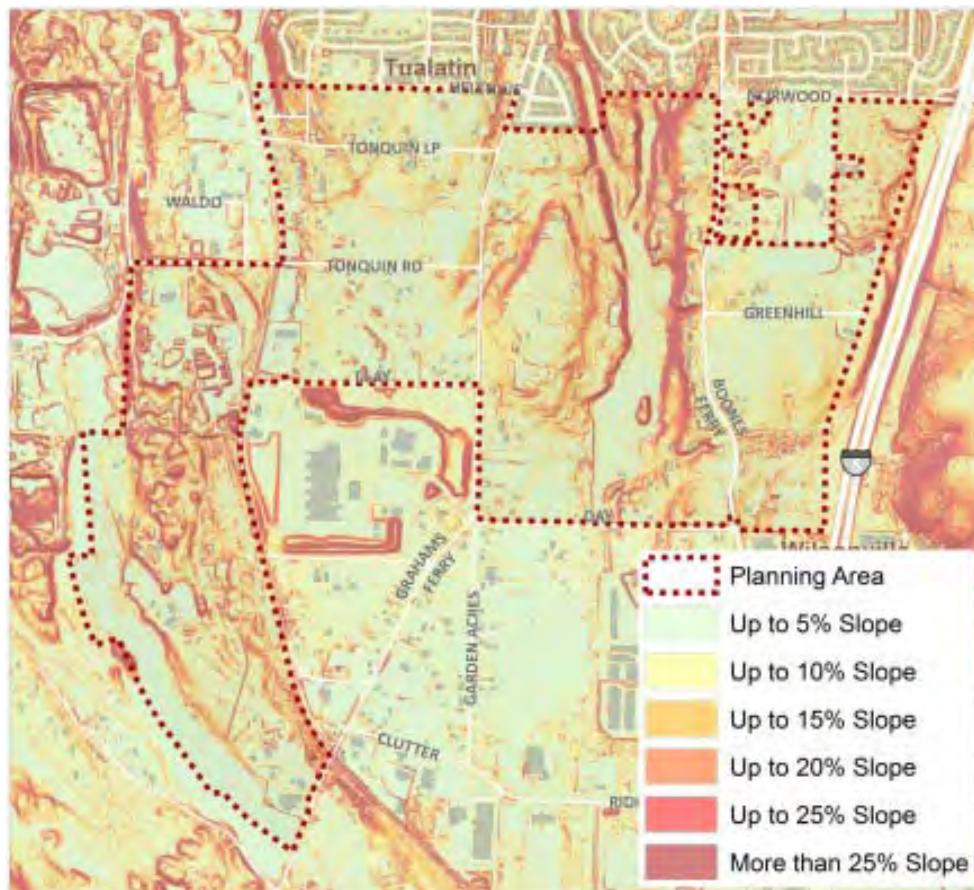 Tualatin
NORWOOD
TONQUIN LP
WALDO
TONQUIN RD
GREENHILL
CLAY
BOONES
FERRY
DAY
GRAHAMS
FERRY
Wilsonville
GARDEN ACRES
CLUTTER
Planning Area
Up to 5% Slope
Up to 10% Slope
Up to 15% Slope
Up to 20% Slope
Up to 25% Slope
More than 25% Slope